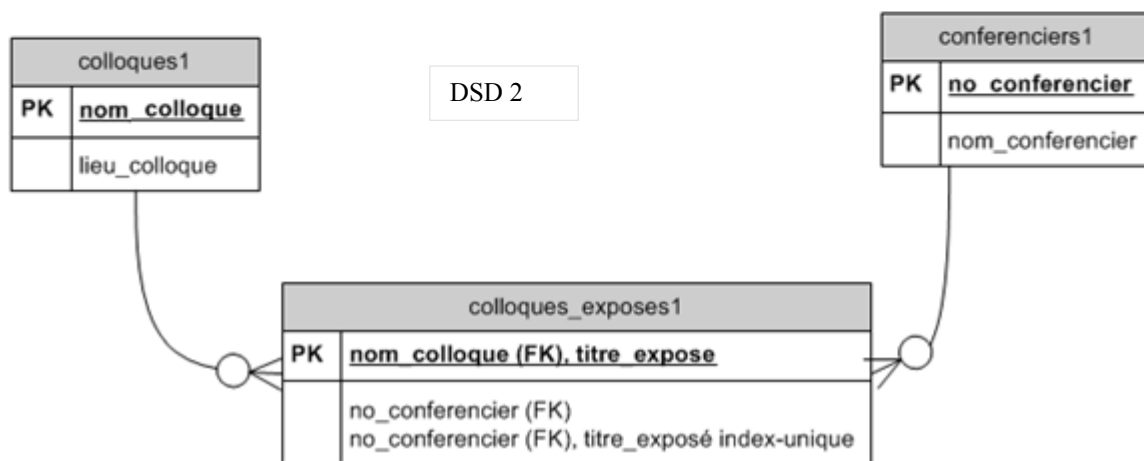 colloques1
PK nom_colloque
lieu_colloque
DSD 2
conferenciers1
PK no_conferencier
nom_conferencier
colloques_exposes1
PK nom_colloque (FK), titre_expose
no_conferencier (FK)
no_conferencier (FK), titre_exposé index-unique